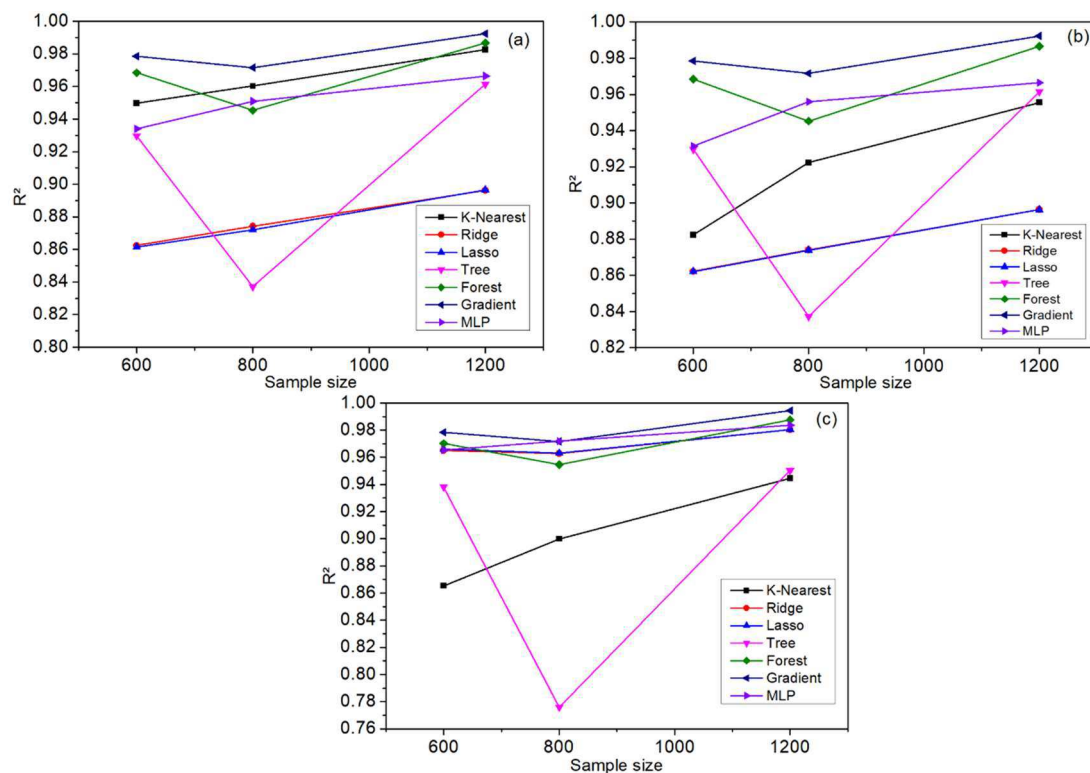 (a)
1.00
0.98
0.96
0.94
0.92
0.90
0.88
0.86
0.84
0.82
0.80
R²
K-Nearest
Ridge
Lasso
Tree
Forest
Gradient
MLP
600 800 1000 1200
Sample size
(b)
1.00
0.98
0.96
0.94
0.92
0.90
0.88
0.86
0.84
0.82
R²
K-Nearest
Ridge
Lasso
Tree
Forest
Gradient
MLP
600 800 1000 1200
Sample size
(c)
1.00
0.98
0.96
0.94
0.92
0.90
0.88
0.86
0.84
0.82
0.80
0.78
0.76
R²
K-Nearest
Ridge
Lasso
Tree
Forest
Gradient
MLP
600 800 1000 1200
Sample size